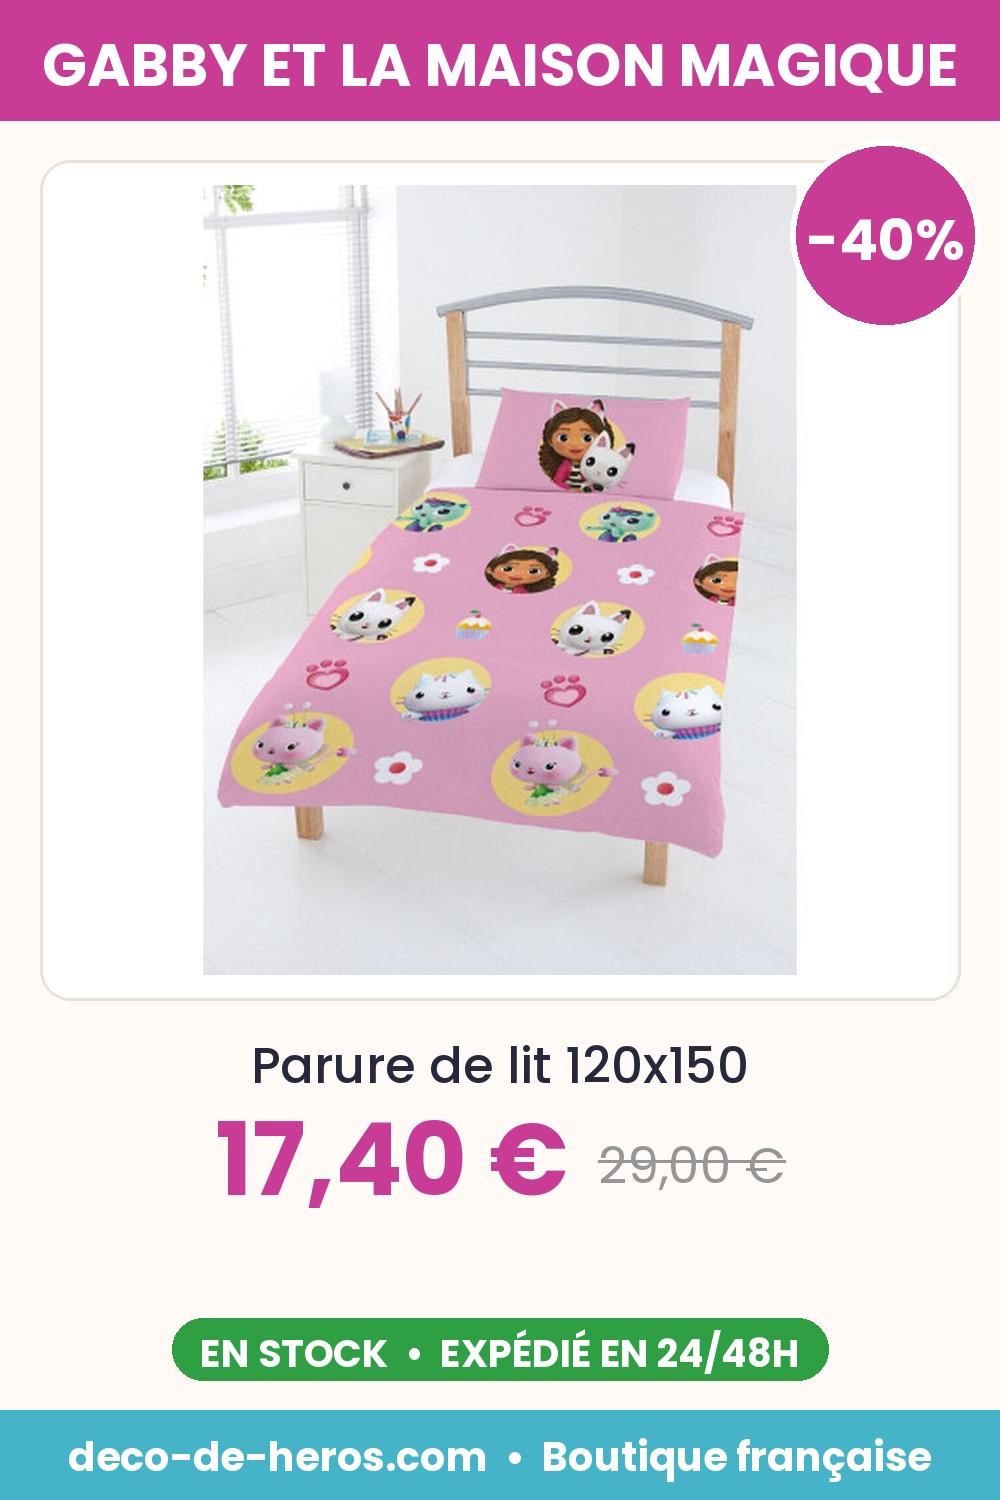 GABBY ET LA MAISON MAGIQUE
-40%
Parure de lit 120x150
17,40 € 29,00 €
EN STOCK • EXPÉDIÉ EN 24/48H
deco-de-heros.com • Boutique française